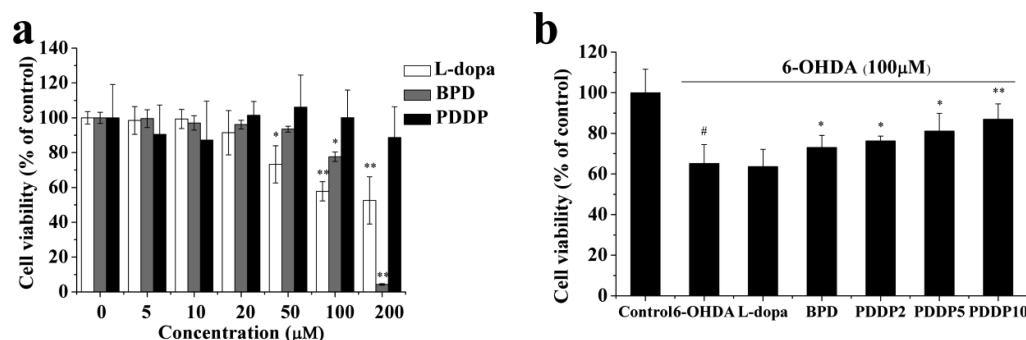 a
140
120
100
80
60
40
20
0
Cell viability (% of control)
L-dopa
BPD
PDDP
*
**
*
**
**
0 5 10 20 50 100 200
Concentration (μM)
b
120
100
80
60
40
20
0
Cell viability (% of control)
6-OHDA (100μM)
#
*
*
*
**
Control 6-OHDA L-dopa BPD PDDP2 PDDP5 PDDP10